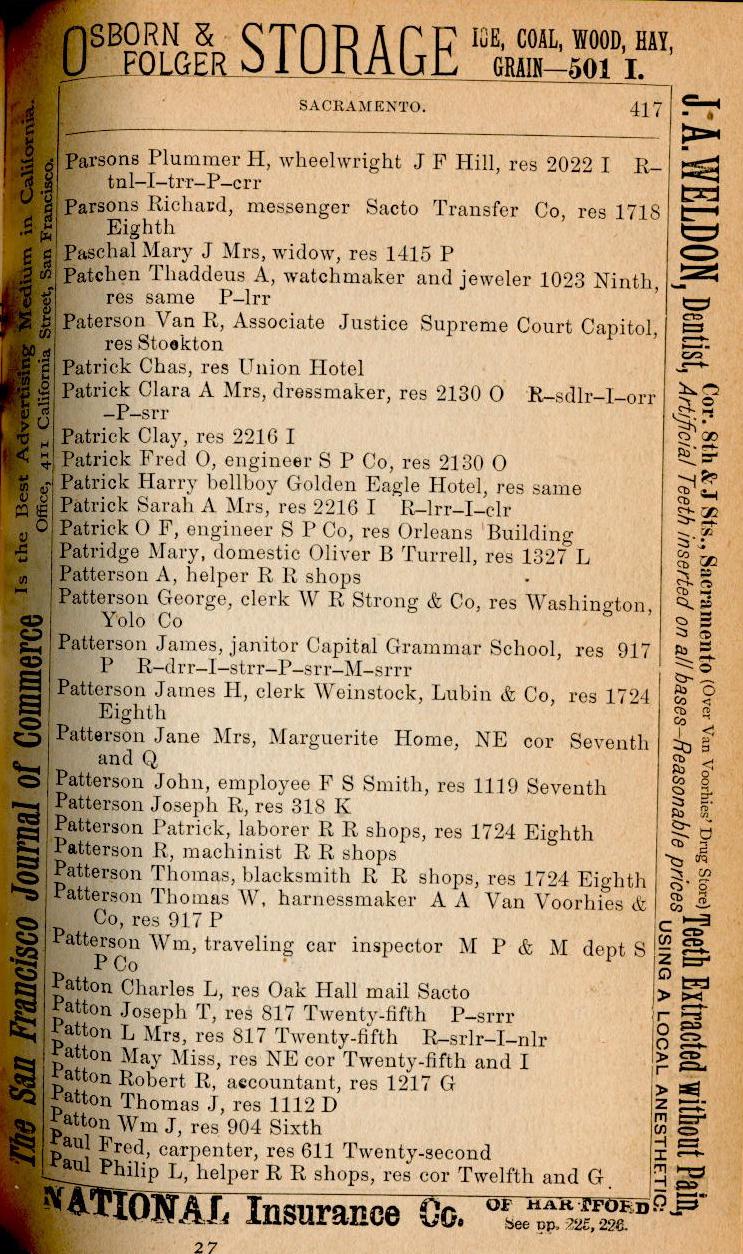 OSBORN & FOLGER STORAGE ICE, COAL, WOOD, HAY,
GRAIN—501 I.
SACRAMENTO. 417
Parsons Plummer H, wheelwright J F Hill, res 2022 I R-
tnl-I-trr-P-crr
Parsons Richard, messenger Sacto Transfer Co, res 1718
Eighth
Paschal Mary J Mrs, widow, res 1415 P
Patchen Thaddeus A, watchmaker and jeweler 1023 Ninth,
res same P-lrr
Paterson Van R, Associate Justice Supreme Court Capitol,
res Stockton
Patrick Chas, res Union Hotel
Patrick Clara A Mrs, dressmaker, res 2130 O R-sdlr-I-orr
-P-srr
Patrick Clay, res 2216 I
Patrick Fred O, engineer S P Co, res 2130 O
Patrick Harry bellboy Golden Eagle Hotel, res same
Patrick Sarah A Mrs, res 2216 I R-lrr-I-clr
Patrick O F, engineer S P Co, res Orleans Building
Patridge Mary, domestic Oliver B Turrell, res 1327 L
Patterson A, helper R R shops
Patterson George, clerk W R Strong & Co, res Washington,
Yolo Co
Patterson James, janitor Capital Grammar School, res 917
P R-drr-I-strr-P-srr-M-srrr
Patterson James H, clerk Weinstock, Lubin & Co, res 1724
Eighth
Patterson Jane Mrs, Marguerite Home, NE cor Seventh
and Q
Patterson John, employee F S Smith, res 1119 Seventh
Patterson Joseph R, res 318 K
Patterson Patrick, laborer R R shops, res 1724 Eighth
Patterson R, machinist R R shops
Patterson Thomas, blacksmith R R shops, res 1724 Eighth
Patterson Thomas W, harnessmaker A A Van Voorhies &
Co, res 917 P
Patterson Wm, traveling car inspector M P & M dept S
P Co
Patton Charles L, res Oak Hall mail Sacto
Patton Joseph T, res 817 Twenty-fifth P-srrr
Patton L Mrs, res 817 Twenty-fifth R-srlr-I-nlr
Patton May Miss, res NE cor Twenty-fifth and I
Patton Robert R, accountant, res 1217 G
Patton Thomas J, res 1112 D
Patton Wm J, res 904 Sixth
Paul Fred, carpenter, res 611 Twenty-second
Paul Philip L, helper R R shops, res cor Twelfth and G.
NATIONAL Insurance Co. OF HARTFORD
See pp. 225, 226.
27
The San Francisco Journal of Commerce Is the Best Advertising Medium in California.
Office, 411 California Street, San Francisco.
J. A. WELDON, Dentist, Cor. 8th & J Sts., Sacramento (Over Van Voorhies' Drug Store)
Artificial Teeth inserted on all bases—Reasonable prices
Teeth Extracted without Pain,
USING A LOCAL ANESTHETIC.